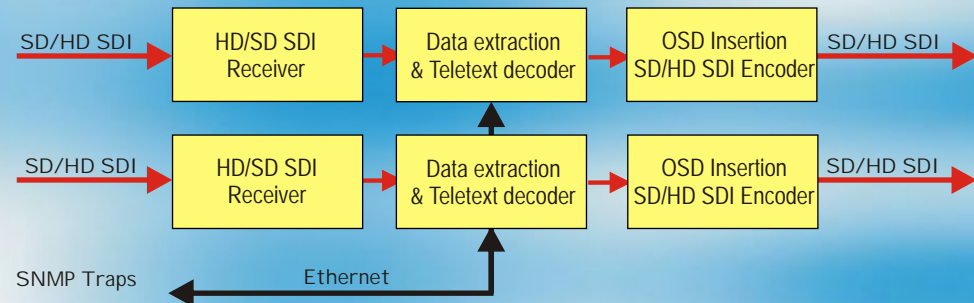 SD/HD SDI
HD/SD SDI
Receiver
Data extraction
& Teletext decoder
OSD Insertion
SD/HD SDI Encoder
SD/HD SDI
SD/HD SDI
HD/SD SDI
Receiver
Data extraction
& Teletext decoder
OSD Insertion
SD/HD SDI Encoder
SD/HD SDI
SNMP Traps
Ethernet